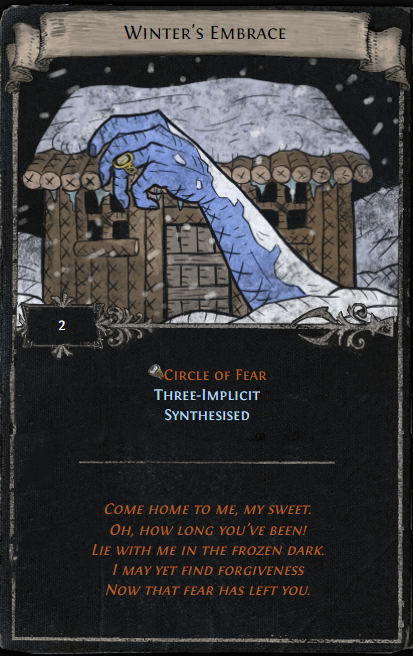 Winter's Embrace
2
Circle of Fear
Three-Implicit
Synthesised
Come home to me, my sweet.
Oh, how long you've been!
Lie with me in the frozen dark.
I may yet find forgiveness
Now that fear has left you.